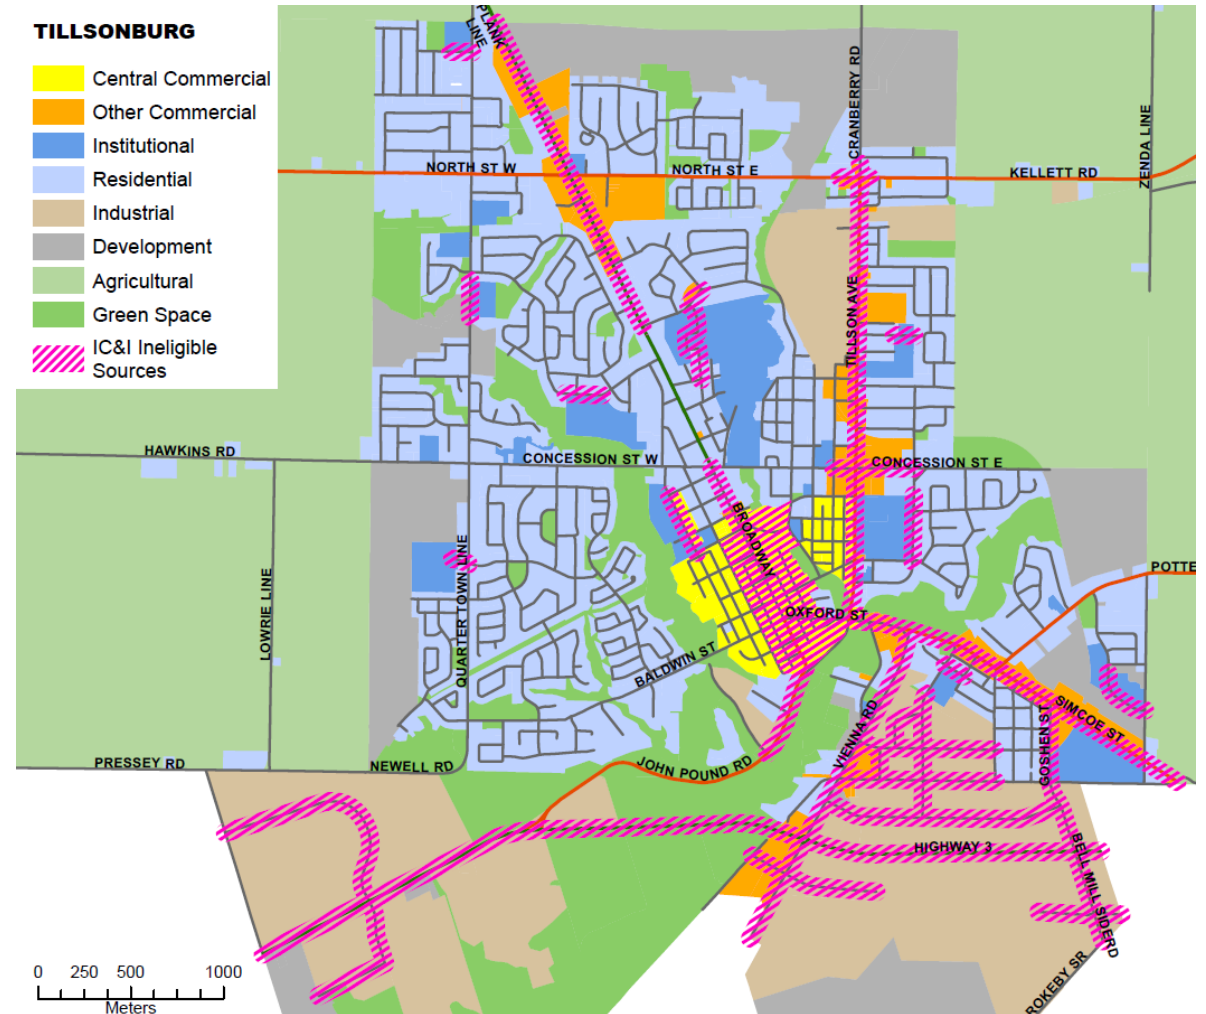 TILLSONBURG
Central Commercial
Other Commercial
Institutional
Residential
Industrial
Development
Agricultural
Green Space
IC&I Ineligible
Sources
PLANK
LINE
CRANBERRY RD
ZENDA LINE
NORTH ST W
NORTH ST E
KELLETT RD
TILLSON AVE
HAWKINS RD
CONCESSION ST W
CONCESSION ST E
BROADWAY
LOWRIE LINE
QUARTER TOWN LINE
POTTE
OXFORD ST
BALDWIN ST
SIMCOE ST
GOSHEN ST
VIENNA RD
PRESSEY RD
NEWELL RD
JOHN POUND RD
HIGHWAY 3
BELL MILL SIDERD
ROKEBY SR
0 250 500 1000
Meters